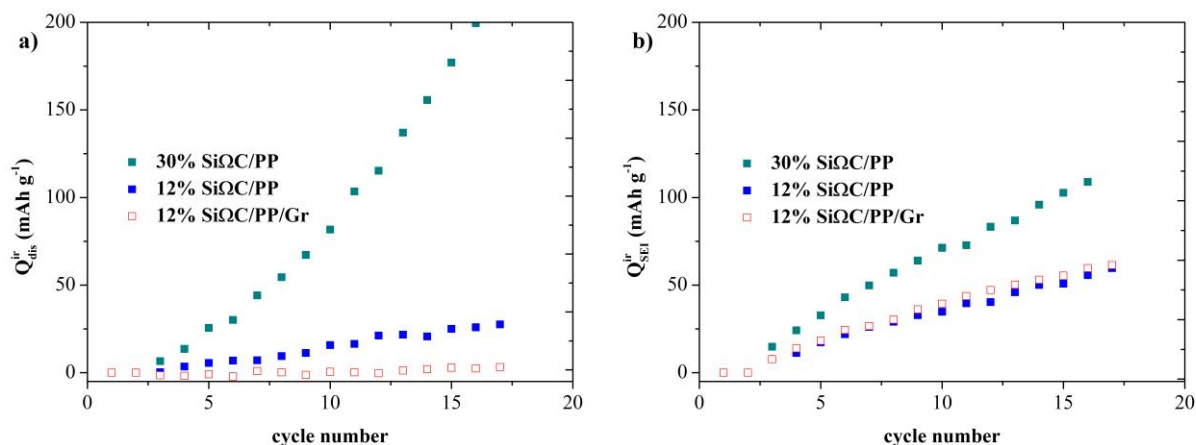 a)
200
150
100
50
0
Q^ir_dis (mAh g^-1)
30% SiΩC/PP
12% SiΩC/PP
12% SiΩC/PP/Gr
0 5 10 15 20
cycle number
b)
200
150
100
50
0
Q^ir_SEI (mAh g^-1)
30% SiΩC/PP
12% SiΩC/PP
12% SiΩC/PP/Gr
0 5 10 15 20
cycle number